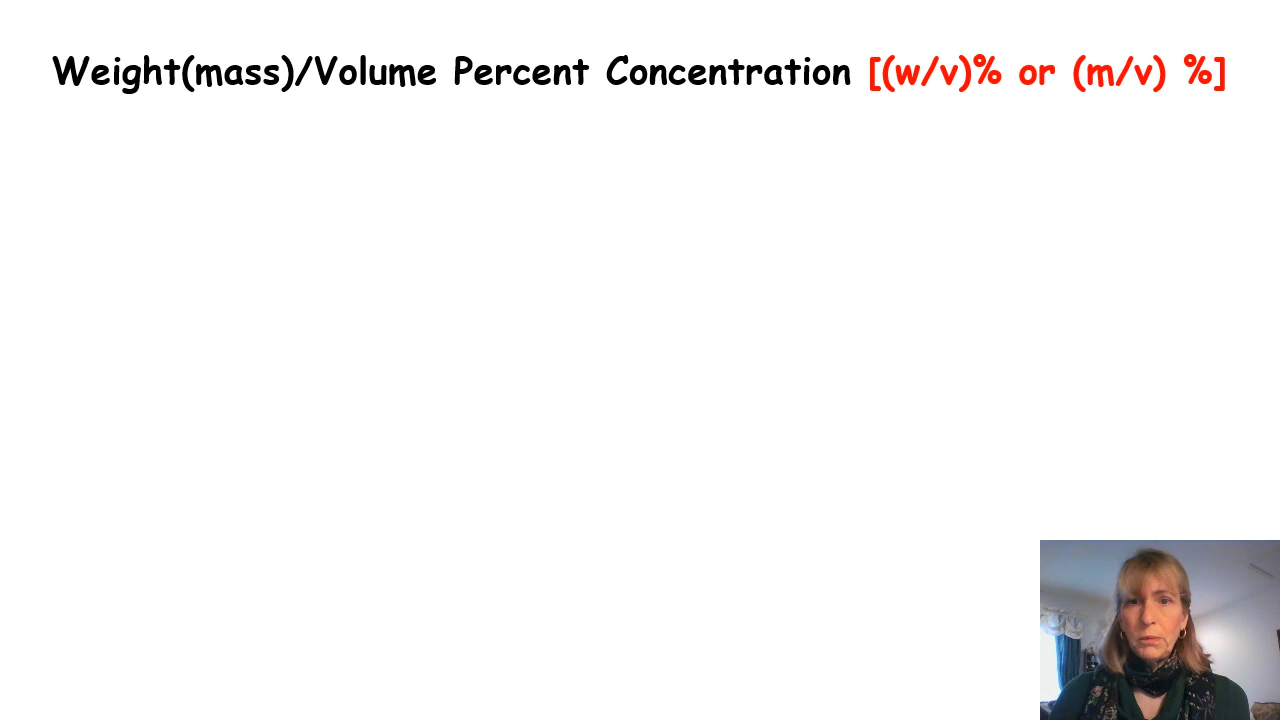 Weight(mass)/Volume Percent Concentration [(w/v)% or (m/v) %]